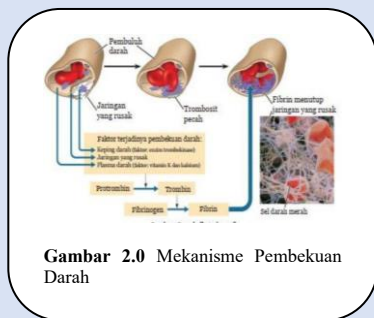 Pembuluh
darah
Jaringan
yang rusak
Trombosit
pecah
Fibrin menutup
jaringan yang rusak
Faktor terjadinya pembekuan darah:
Keping darah (faktor: enzim trombokinase)
Jaringan yang rusak
Plasma darah (faktor: vitamin K dan kalsium)
Protrombin
Trombin
Fibrinogen
Fibrin
Sel darah merah
Gambar 2.0 Mekanisme Pembekuan
Darah